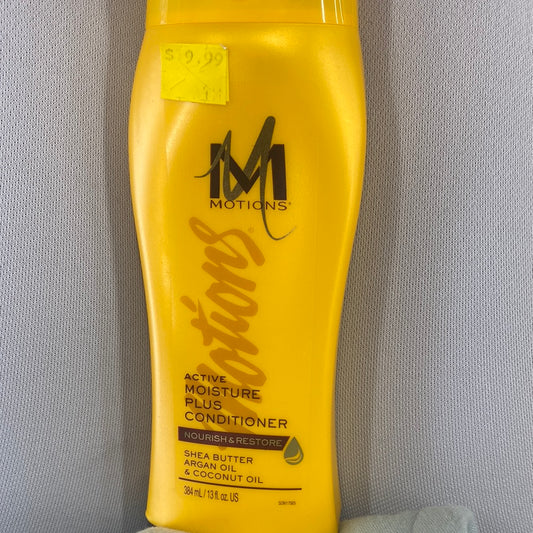 $ 9.99
M
MOTIONS®
motions®
ACTIVE
MOISTURE
PLUS
CONDITIONER
NOURISH & RESTORE
SHEA BUTTER
ARGAN OIL
& COCONUT OIL
384 mL / 13 fl. oz. US